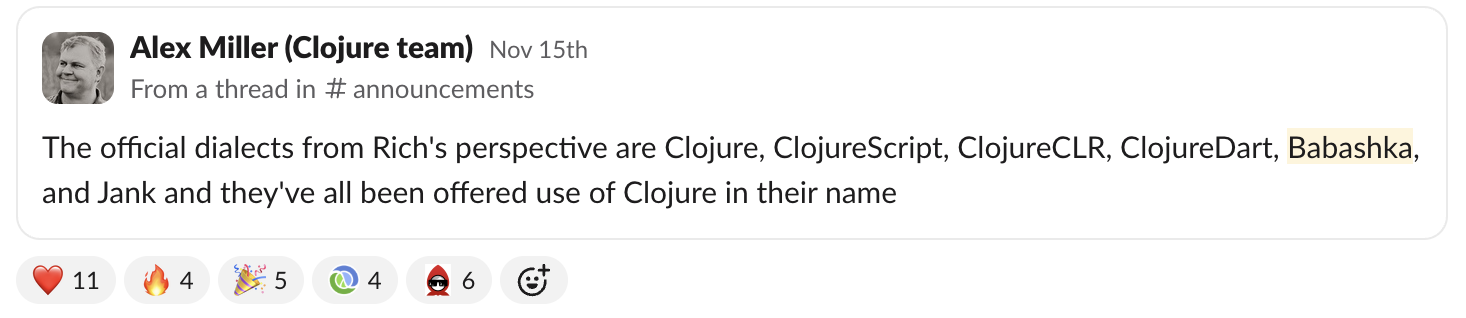 Alex Miller (Clojure team) Nov 15th
From a thread in # announcements
The official dialects from Rich's perspective are Clojure, ClojureScript, ClojureCLR, ClojureDart, Babashka,
and Jank and they've all been offered use of Clojure in their name
11 4 5 4 6